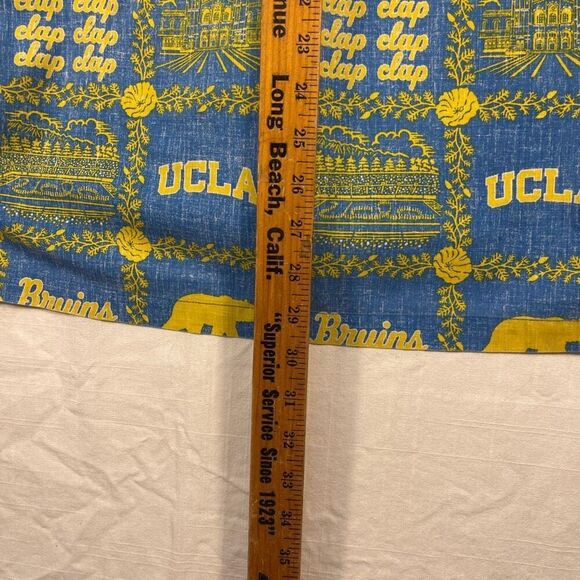 clap clap clap clap
clap clap clap clap
clap clap clap clap
UCLA UCLA
Bruins Bruins
nue Long Beach, Calif. "Superior Service Since 1923"
22 23 24 25 26 27 28 29 30 31 32 33 34 35